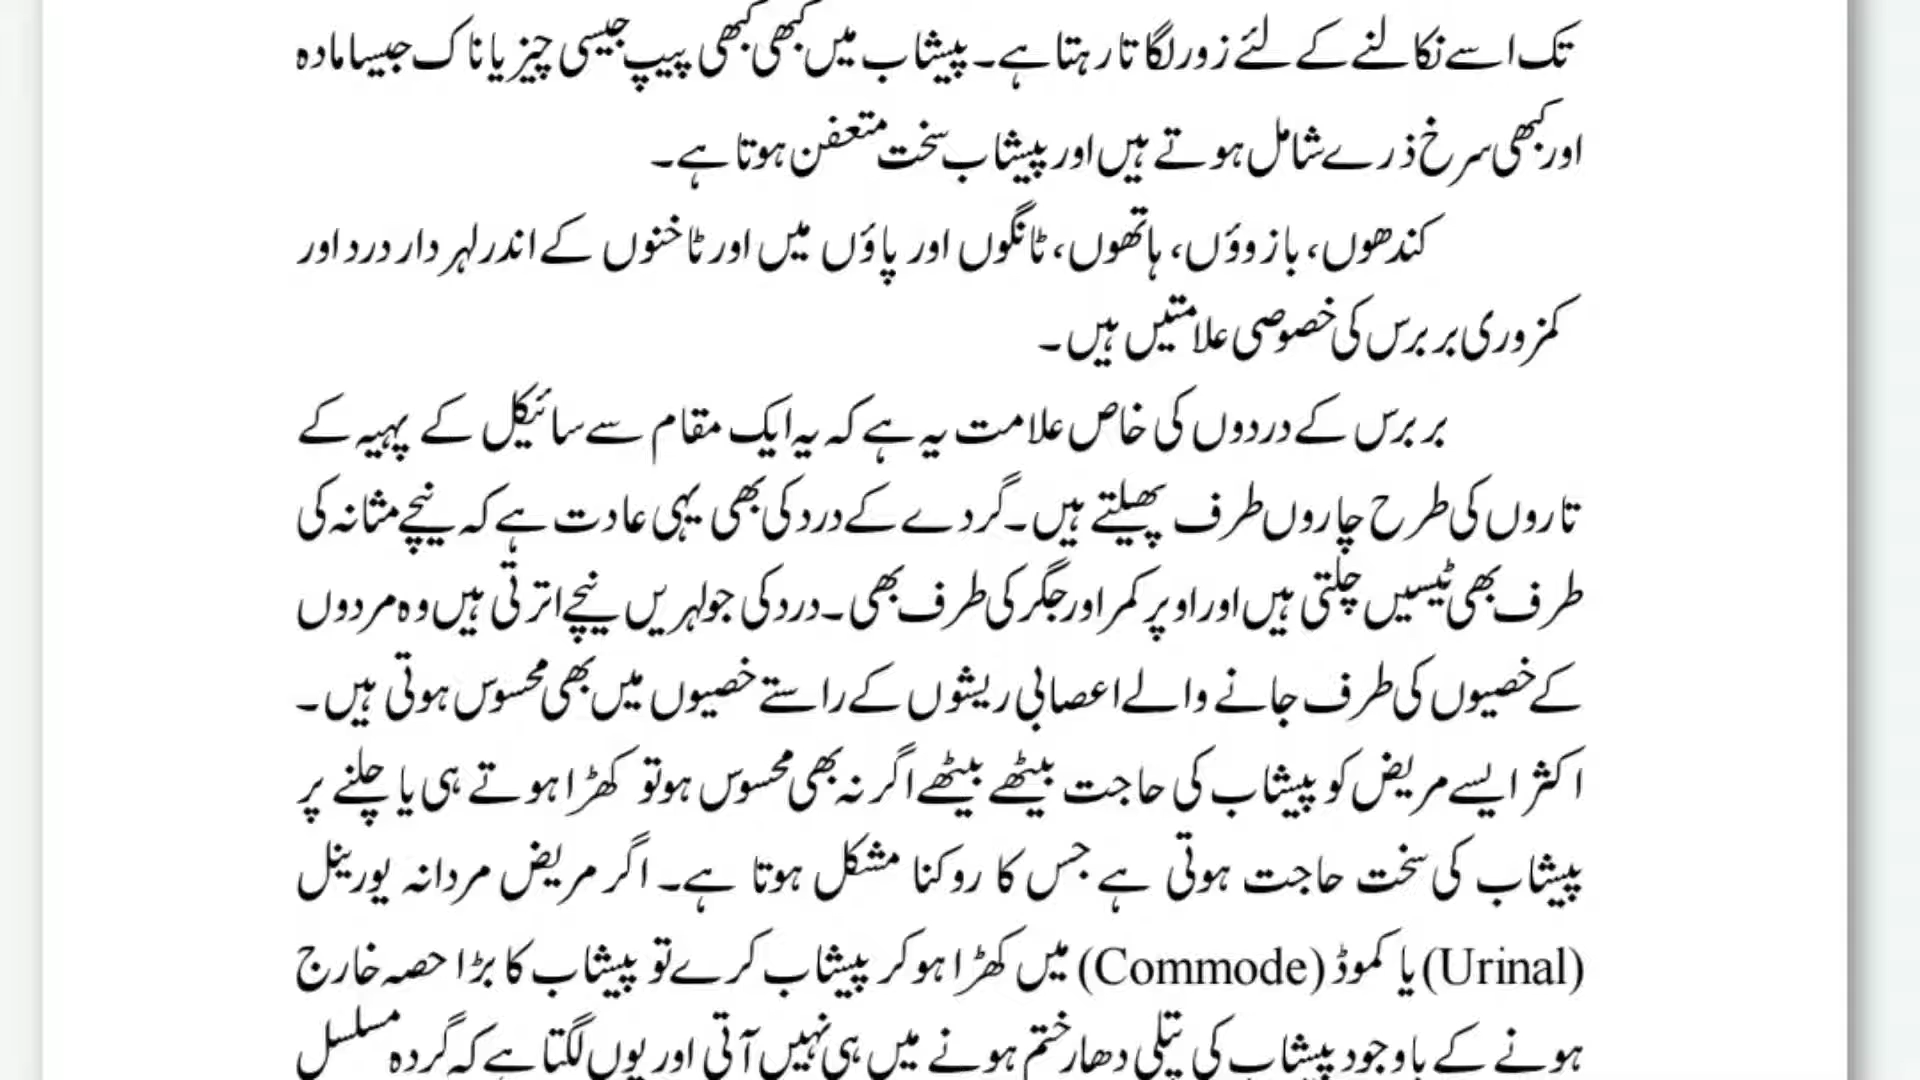 تک اسے نکالنے کے لئے زور لگاتا رہتا ہے۔ پیشاب میں کبھی کبھی پیپ جیسی چیز یا ناک جیسا مادہ
اور کبھی سرخ ذرے شامل ہوتے ہیں اور پیشاب سخت متعفن ہوتا ہے۔
کندھوں، بازوؤں، ہاتھوں، ٹانگوں اور پاؤں میں اور ناخنوں کے اندر لہر دار درد اور
کمزوری بربرس کی خصوصی علامتیں ہیں۔
بربرس کے دردوں کی خاص علامت یہ ہے کہ یہ ایک مقام سے سائیکل کے پہیہ کے
تاروں کی طرح چاروں طرف پھیلتے ہیں۔ گردے کے درد کی بھی یہی عادت ہے کہ نیچے مثانہ کی
طرف بھی ٹیسیں چلتی ہیں اور اوپر کمر اور جگر کی طرف بھی۔ درد کی جو لہریں نیچے اترتی ہیں وہ مردوں
کے خصیوں کی طرف جانے والے اعصابی ریشوں کے راستے خصیوں میں بھی محسوس ہوتی ہیں۔
اکثر ایسے مریض کو پیشاب کی حاجت بیٹھے بیٹھے اگر نہ بھی محسوس ہو تو کھڑا ہوتے ہی یا چلنے پر
پیشاب کی سخت حاجت ہوتی ہے جس کا روکنا مشکل ہوتا ہے۔ اگر مریض مردانہ یورینل
(Urinal) یا کموڈ (Commode) میں کھڑا ہو کر پیشاب کرے تو پیشاب کا بڑا حصہ خارج
ہونے کے باوجود پیشاب کی پتلی دھار ختم ہونے میں ہی نہیں آتی اور یوں لگتا ہے کہ گردہ مسلسل